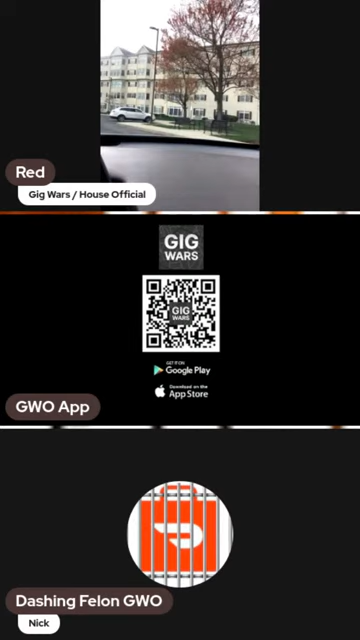 Red
Gig Wars / House Official
GIG
WARS
GIG
WARS
GET IT ON
Google Play
Download on the
App Store
GWO App
Dashing Felon GWO
Nick